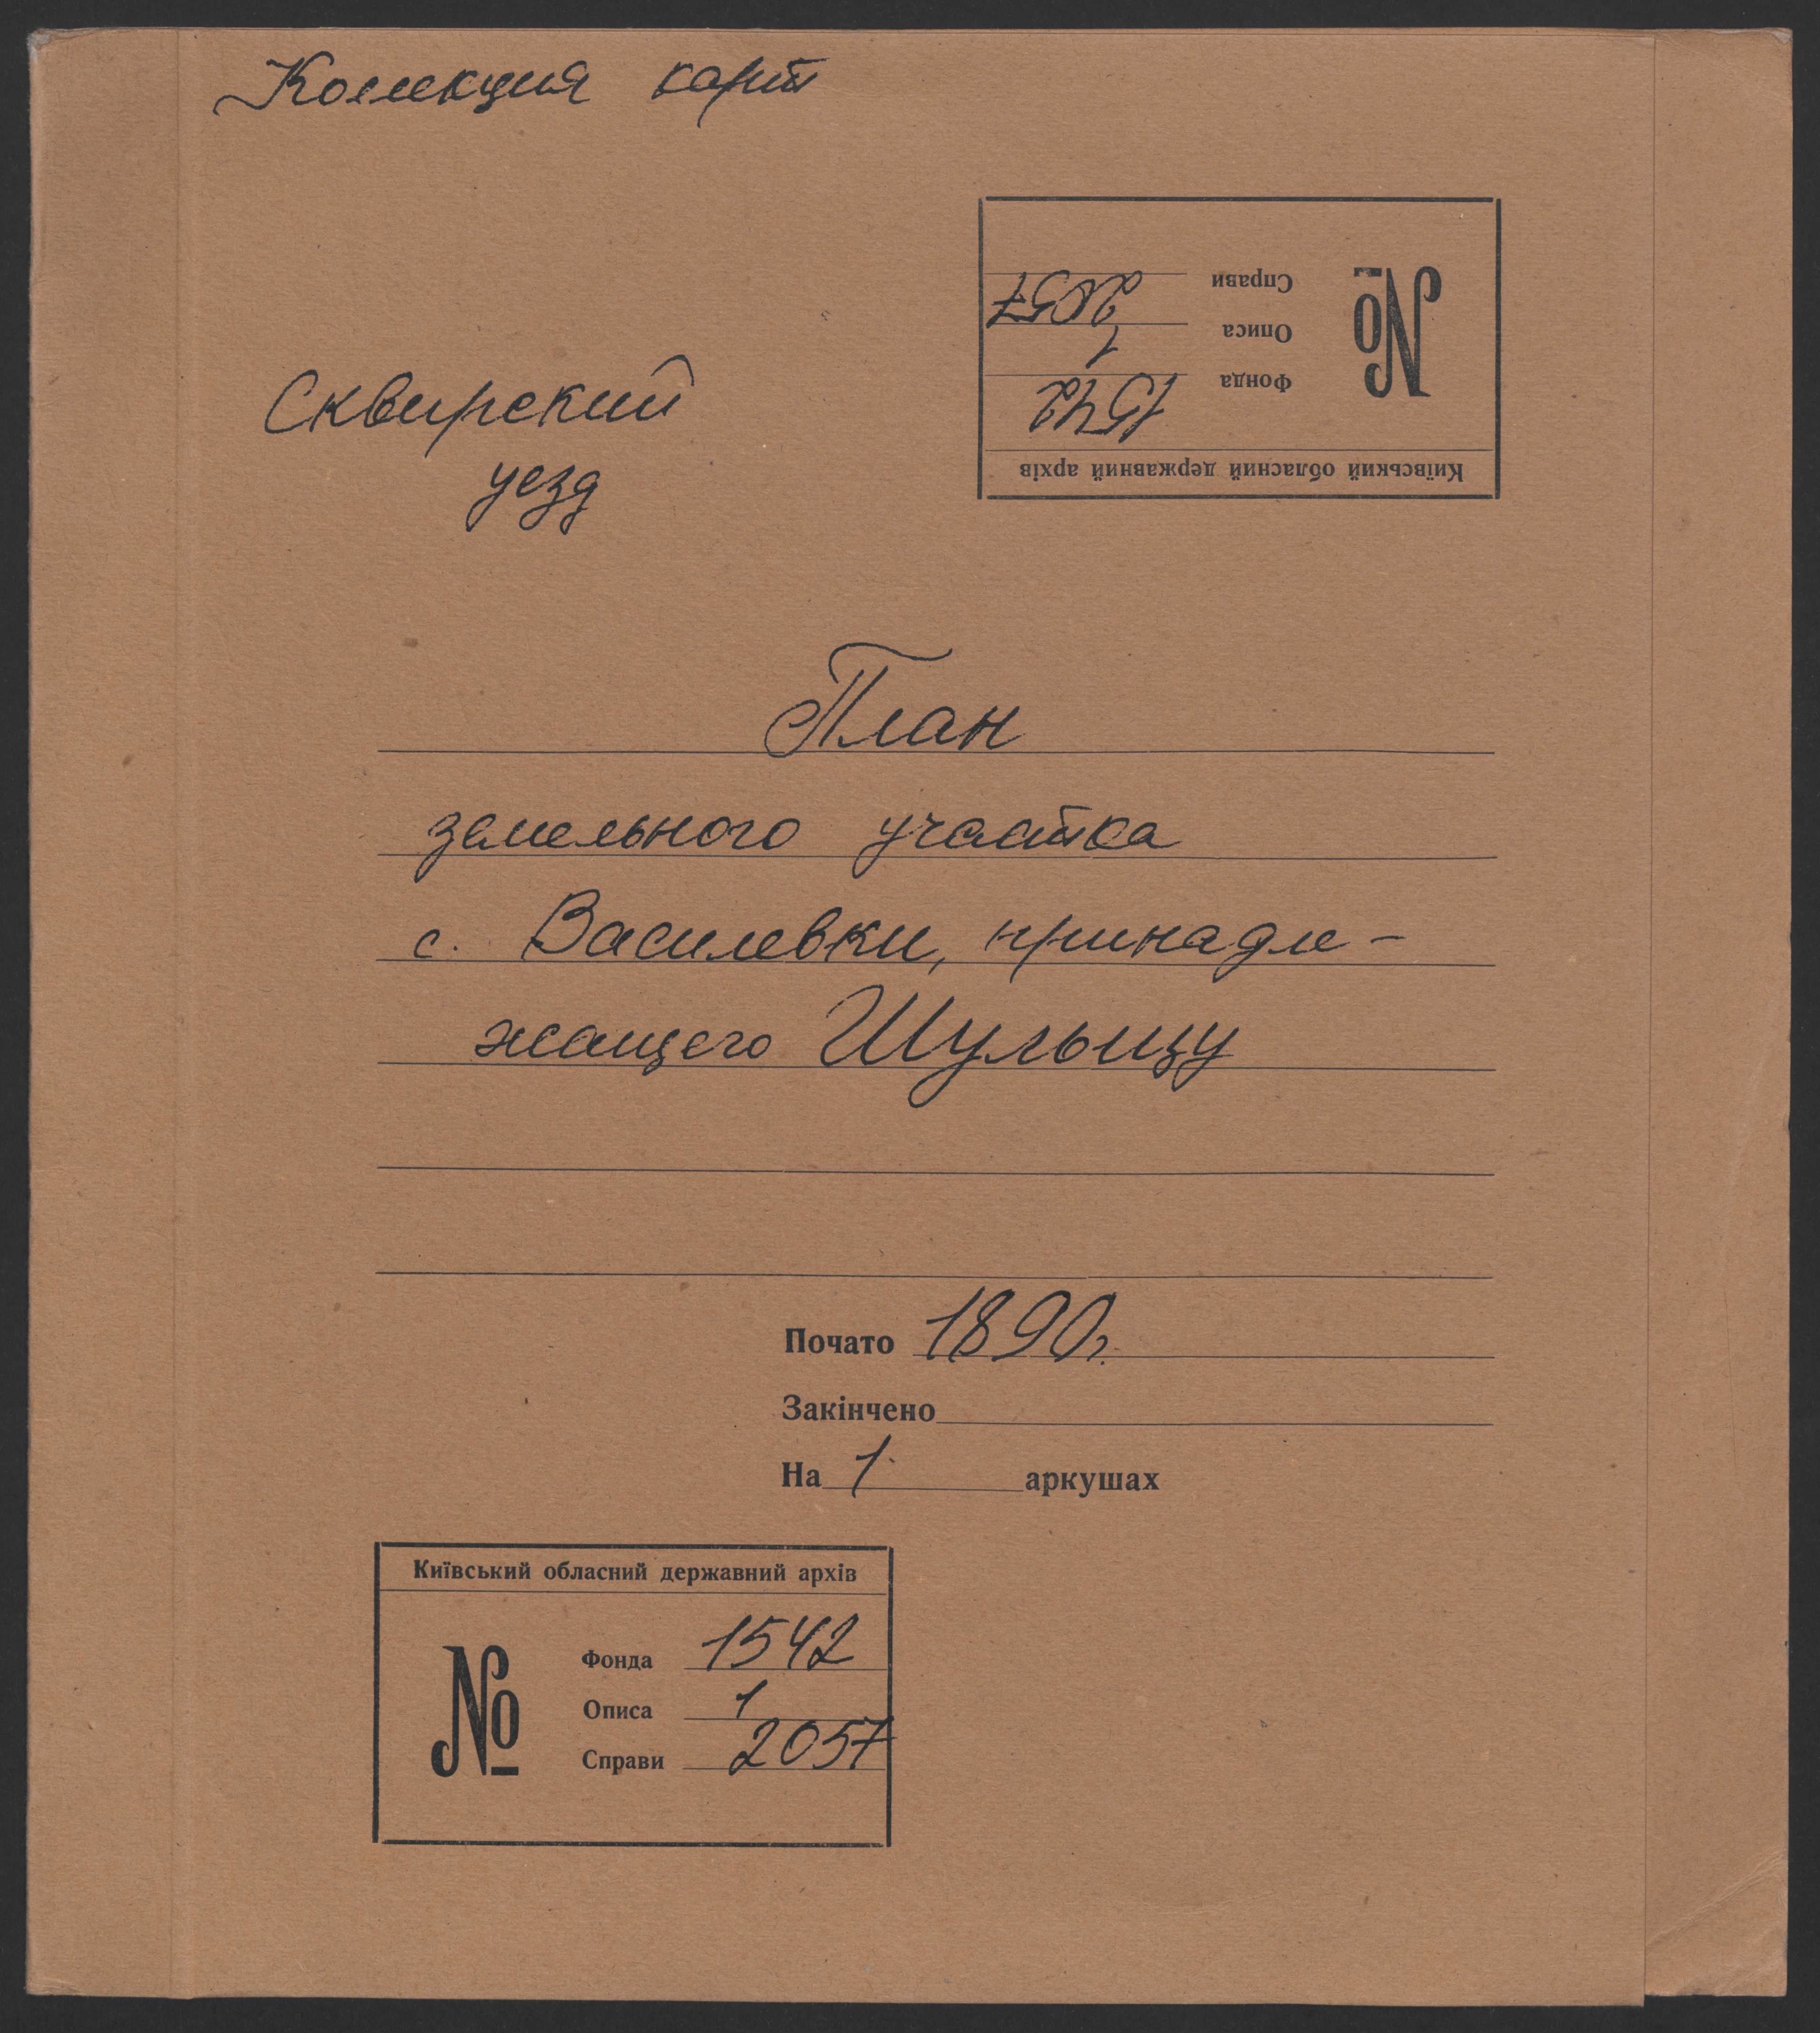 Коллекция карт
Справи 2057
Описа 1
Фонда 1542
№
Київський обласний державний архів
Сквирский
уезд
План
земельного участка
с. Василевки, принадле-
жащего Шульцу
Почато 1890г.
Закінчено
На 1 аркушах
Київський обласний державний архів
№
Фонда 1542
Описа 1
Справи 2057